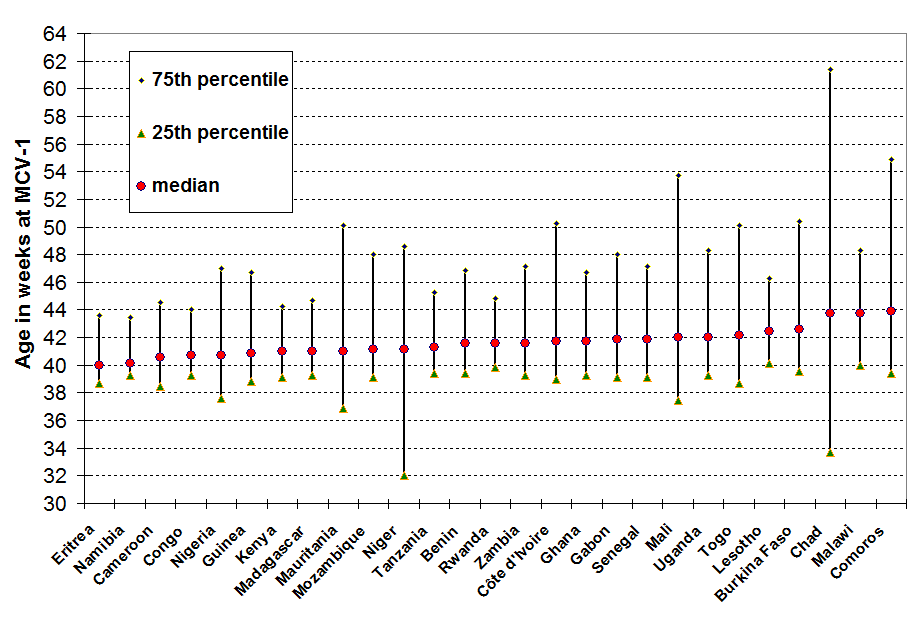 64
62
60
58
56
54
52
50
48
46
44
42
40
38
36
34
32
30
Age in weeks at MCV-1
75th percentile
25th percentile
median
Eritrea
Namibia
Cameroon
Congo
Nigeria
Guinea
Kenya
Madagascar
Mauritania
Mozambique
Niger
Tanzania
Benin
Rwanda
Zambia
Côte d'Ivoire
Ghana
Gabon
Senegal
Mali
Uganda
Togo
Lesotho
Burkina Faso
Chad
Malawi
Comoros